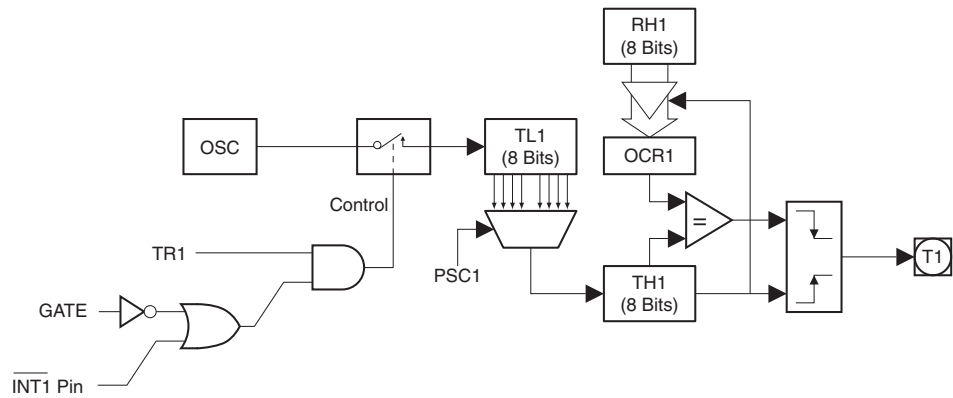 RH1
(8 Bits)
OSC
TL1
(8 Bits)
OCR1
Control
=
TR1
PSC1
TH1
(8 Bits)
T1
GATE
INT1 Pin